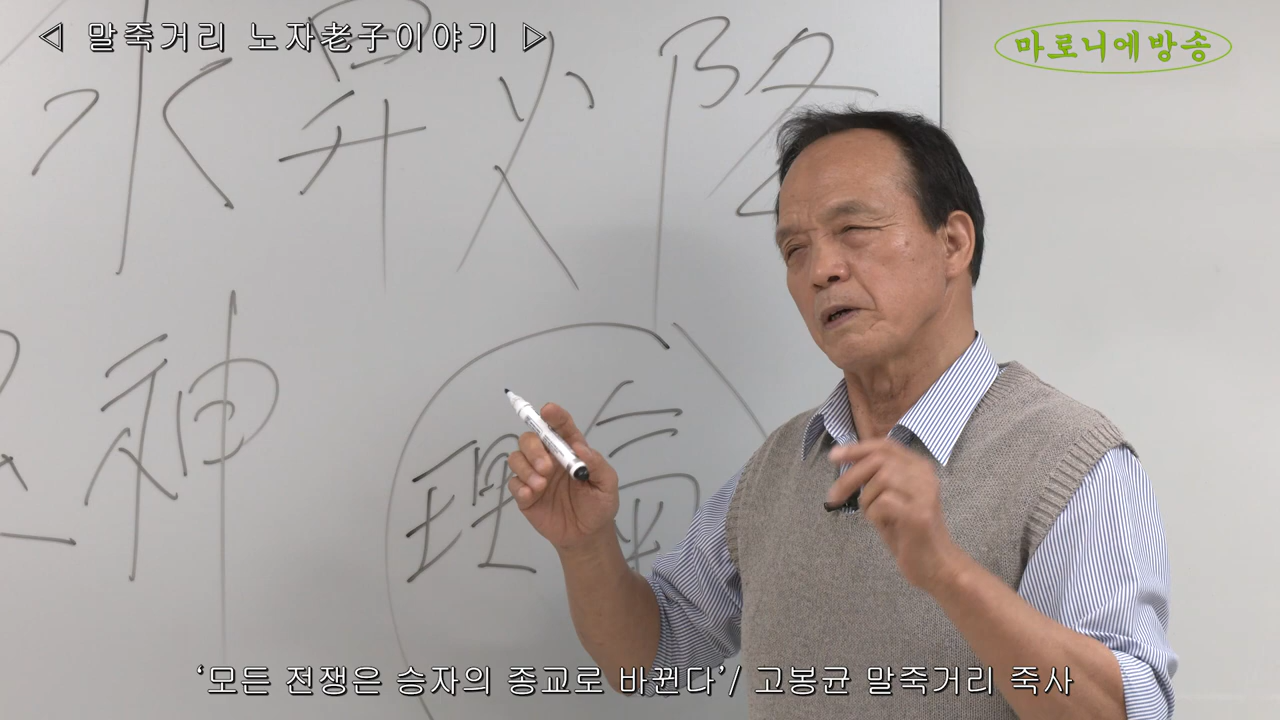 ◁ 말죽거리 노자老子이야기 ▷
마로니에방송
水昇火降
神
理氣
‘모든 전쟁은 승자의 종교로 바뀐다’/ 고봉균 말죽거리 죽사